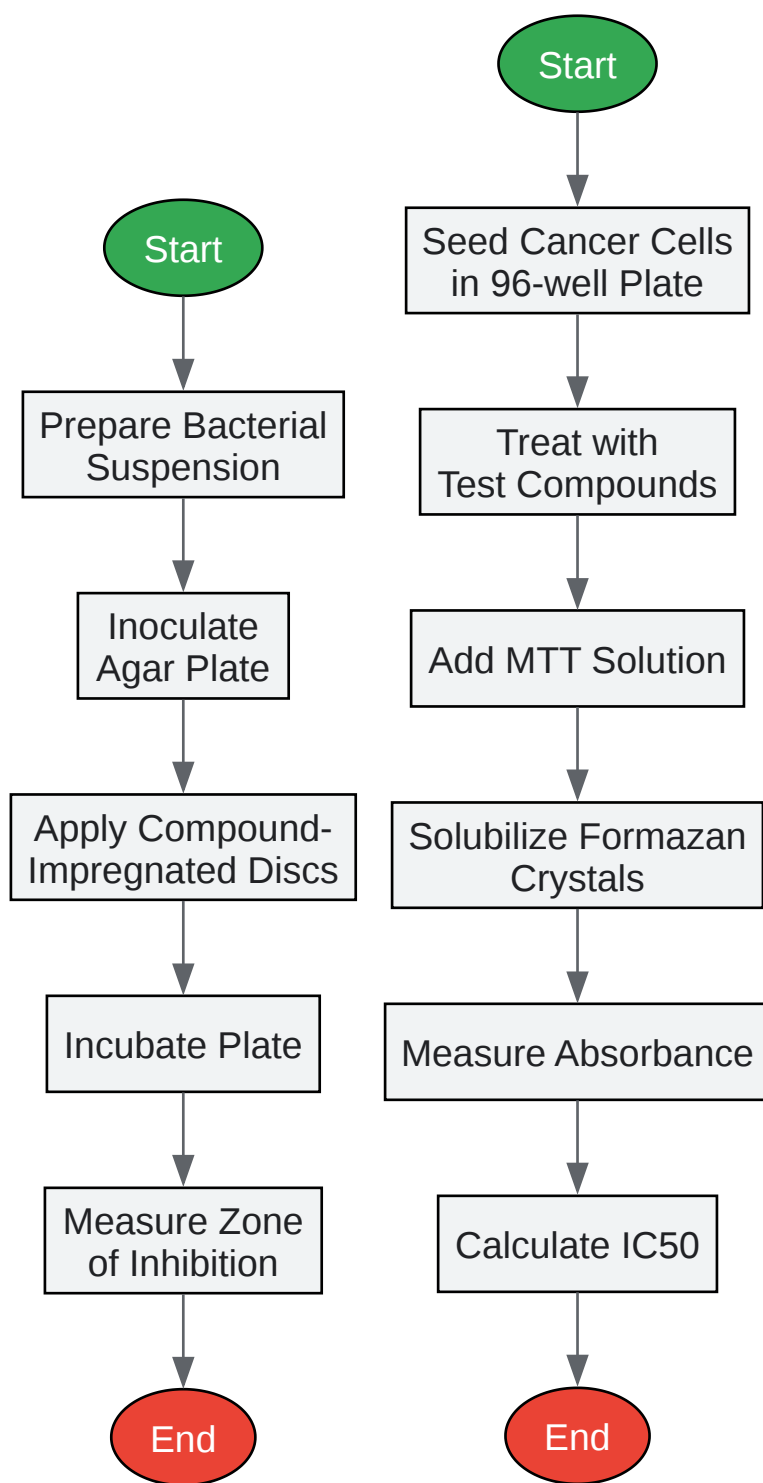 Start
Prepare Bacterial
Suspension
Inoculate
Agar Plate
Apply Compound-
Impregnated Discs
Incubate Plate
Measure Zone
of Inhibition
End
Start
Seed Cancer Cells
in 96-well Plate
Treat with
Test Compounds
Add MTT Solution
Solubilize Formazan
Crystals
Measure Absorbance
Calculate IC50
End